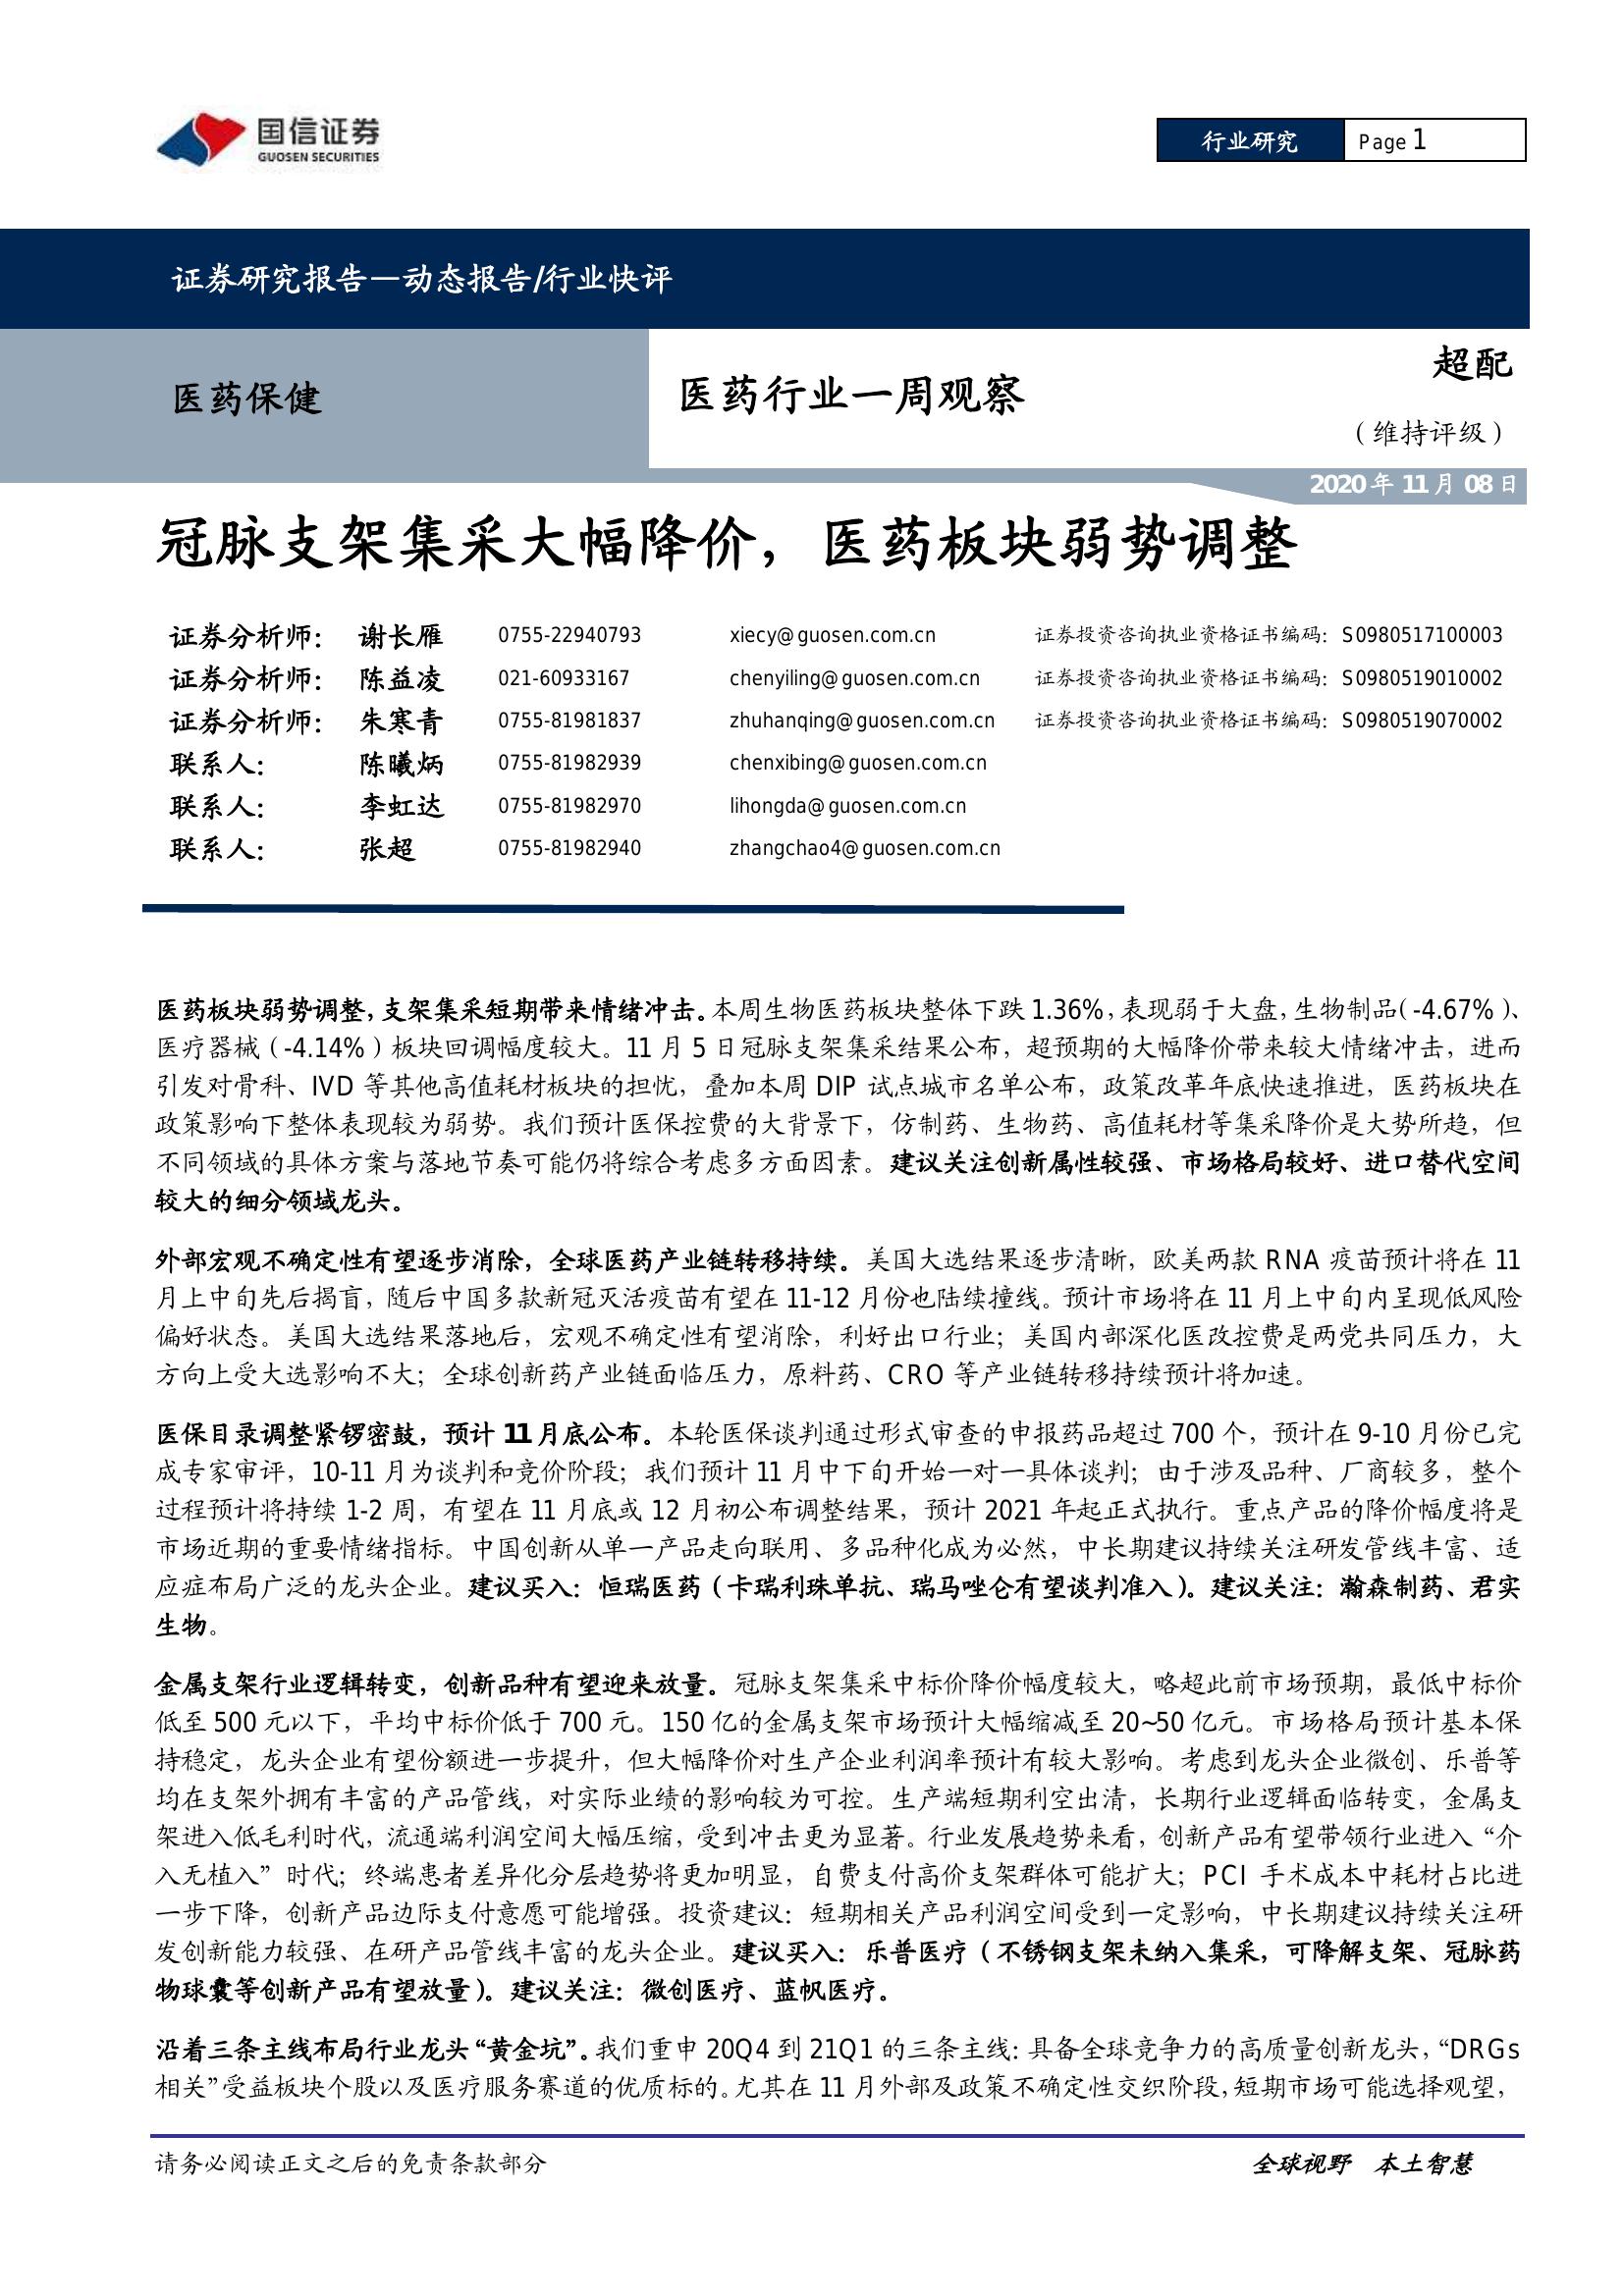 国信证券
GUOSEN SECURITIES
行业研究
Page 1
证券研究报告—动态报告/行业快评
医药保健
医药行业一周观察
超配
（维持评级）
2020 年 11 月 08 日
冠脉支架集采大幅降价，医药板块弱势调整
证券分析师： 谢长雁 0755-22940793 xiecy@guosen.com.cn 证券投资咨询执业资格证书编码：S0980517100003
证券分析师： 陈益凌 021-60933167 chenyiling@guosen.com.cn 证券投资咨询执业资格证书编码：S0980519010002
证券分析师： 朱寒青 0755-81981837 zhuhanqing@guosen.com.cn 证券投资咨询执业资格证书编码：S0980519070002
联系人： 陈曦炳 0755-81982939 chenxibing@guosen.com.cn
联系人： 李虹达 0755-81982970 lihongda@guosen.com.cn
联系人： 张超 0755-81982940 zhangchao4@guosen.com.cn
医药板块弱势调整，支架集采短期带来情绪冲击。本周生物医药板块整体下跌 1.36%，表现弱于大盘，生物制品（-4.67%）、
医疗器械（-4.14%）板块回调幅度较大。11 月 5 日冠脉支架集采结果公布，超预期的大幅降价带来较大情绪冲击，进而
引发对骨科、IVD 等其他高值耗材板块的担忧，叠加本周 DIP 试点城市名单公布，政策改革年底快速推进，医药板块在
政策影响下整体表现较为弱势。我们预计医保控费的大背景下，仿制药、生物药、高值耗材等集采降价是大势所趋，但
不同领域的具体方案与落地节奏可能仍将综合考虑多方面因素。建议关注创新属性较强、市场格局较好、进口替代空间
较大的细分领域龙头。
外部宏观不确定性有望逐步消除，全球医药产业链转移持续。美国大选结果逐步清晰，欧美两款 RNA 疫苗预计将在 11
月上中旬先后揭盲，随后中国多款新冠灭活疫苗有望在 11-12 月份也陆续撞线。预计市场将在 11 月上中旬内呈现低风险
偏好状态。美国大选结果落地后，宏观不确定性有望消除，利好出口行业；美国内部深化医改控费是两党共同压力，大
方向上受大选影响不大；全球创新药产业链面临压力，原料药、CRO 等产业链转移持续预计将加速。
医保目录调整紧锣密鼓，预计 11 月底公布。本轮医保谈判通过形式审查的申报药品超过 700 个，预计在 9-10 月份已完
成专家审评，10-11 月为谈判和竞价阶段；我们预计 11 月中下旬开始一对一具体谈判；由于涉及品种、厂商较多，整个
过程预计将持续 1-2 周，有望在 11 月底或 12 月初公布调整结果，预计 2021 年起正式执行。重点产品的降价幅度将是
市场近期的重要情绪指标。中国创新从单一产品走向联用、多品种化成为必然，中长期建议持续关注研发管线丰富、适
应症布局广泛的龙头企业。建议买入：恒瑞医药（卡瑞利珠单抗、瑞马唑仑有望谈判准入）。建议关注：瀚森制药、君实
生物。
金属支架行业逻辑转变，创新品种有望迎来放量。冠脉支架集采中标价降价幅度较大，略超此前市场预期，最低中标价
低至 500 元以下，平均中标价低于 700 元。150 亿的金属支架市场预计大幅缩减至 20~50 亿元。市场格局预计基本保
持稳定，龙头企业有望份额进一步提升，但大幅降价对生产企业利润率预计有较大影响。考虑到龙头企业微创、乐普等
均在支架外拥有丰富的产品管线，对实际业绩的影响较为可控。生产端短期利空出清，长期行业逻辑面临转变，金属支
架进入低毛利时代，流通端利润空间大幅压缩，受到冲击更为显著。行业发展趋势来看，创新产品有望带领行业进入“介
入无植入”时代；终端患者差异化分层趋势将更加明显，自费支付高价支架群体可能扩大；PCI 手术成本中耗材占比进
一步下降，创新产品边际支付意愿可能增强。投资建议：短期相关产品利润空间受到一定影响，中长期建议持续关注研
发创新能力较强、在研产品管线丰富的龙头企业。建议买入：乐普医疗（不锈钢支架未纳入集采，可降解支架、冠脉药
物球囊等创新产品有望放量）。建议关注：微创医疗、蓝帆医疗。
沿着三条主线布局行业龙头“黄金坑”。我们重申 20Q4 到 21Q1 的三条主线：具备全球竞争力的高质量创新龙头，“DRGs
相关”受益板块个股以及医疗服务赛道的优质标的。尤其在 11 月外部及政策不确定性交织阶段，短期市场可能选择观望，
请务必阅读正文之后的免责条款部分
全球视野 本土智慧